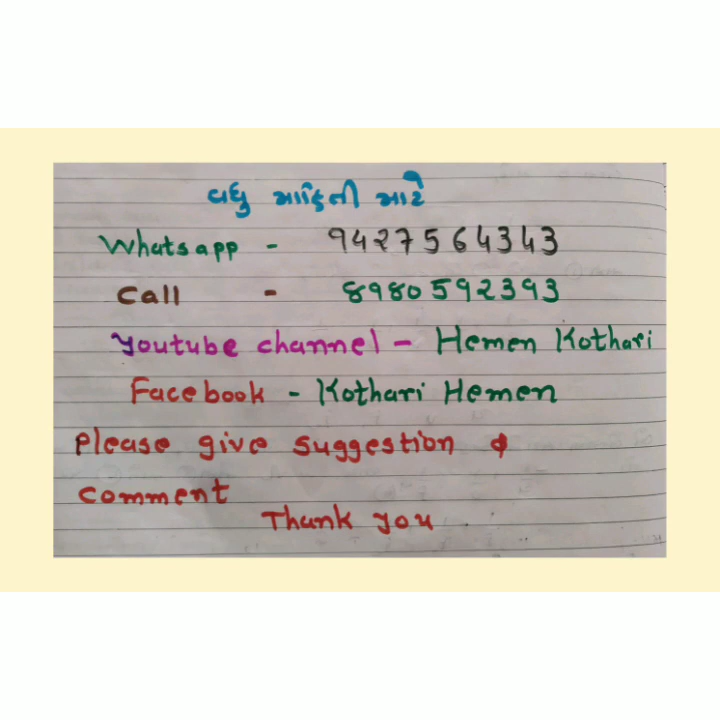 વધુ માહિતી માટે
Whatsapp - 9427564343
Call - 8980592393
Youtube channel - Hemen Kothari
Facebook - Kothari Hemen
Please give suggestion &
comment
Thank you